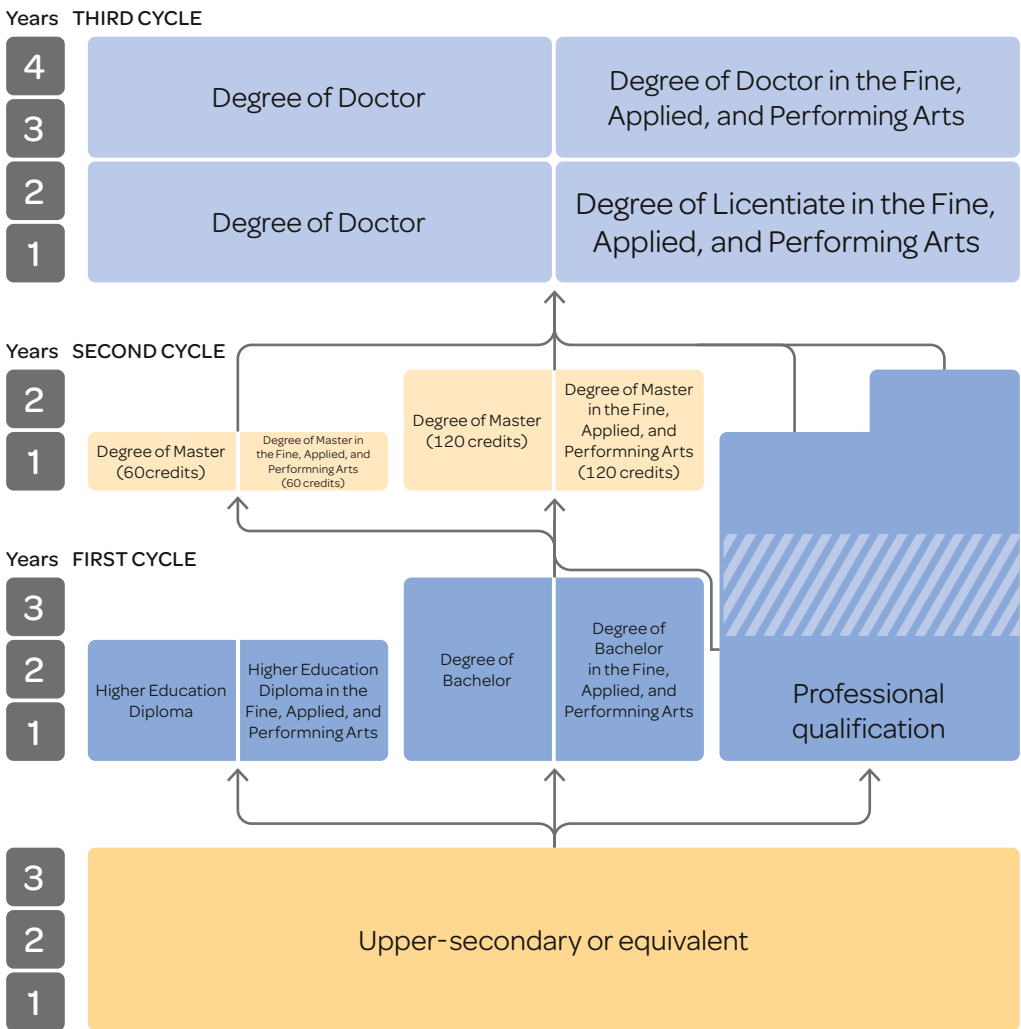 Years THIRD CYCLE
4
3
2
1
Degree of Doctor
Degree of Doctor in the Fine,
Applied, and Performing Arts
Degree of Doctor
Degree of Licentiate in the Fine,
Applied, and Performing Arts
Years SECOND CYCLE
2
1
Degree of Master
(60credits)
Degree of Master in
the Fine, Applied, and
Performning Arts
(60 credits)
Degree of Master
(120 credits)
Degree of Master
in the Fine,
Applied, and
Performning Arts
(120 credits)
Years FIRST CYCLE
3
2
1
Higher Education
Diploma
Higher Education
Diploma in the
Fine, Applied, and
Performning Arts
Degree of
Bachelor
Degree of
Bachelor
in the Fine,
Applied, and
Performning Arts
Professional
qualification
3
2
1
Upper-secondary or equivalent